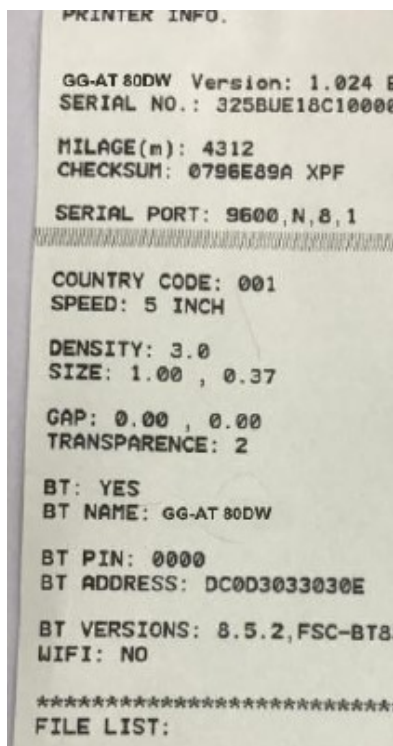 PRINTER INFO.
GG-AT 80DW Version: 1.024
SERIAL NO.: 325BUE18C10000
MILAGE(m): 4312
CHECKSUM: 0796E89A XPF
SERIAL PORT: 9600,N,8,1
COUNTRY CODE: 001
SPEED: 5 INCH
DENSITY: 3.0
SIZE: 1.00 , 0.37
GAP: 0.00 , 0.00
TRANSPARENCE: 2
BT: YES
BT NAME: GG-AT 80DW
BT PIN: 0000
BT ADDRESS: DC0D3033030E
BT VERSIONS: 8.5.2,FSC-BT8
WIFI: NO
**************************
FILE LIST: